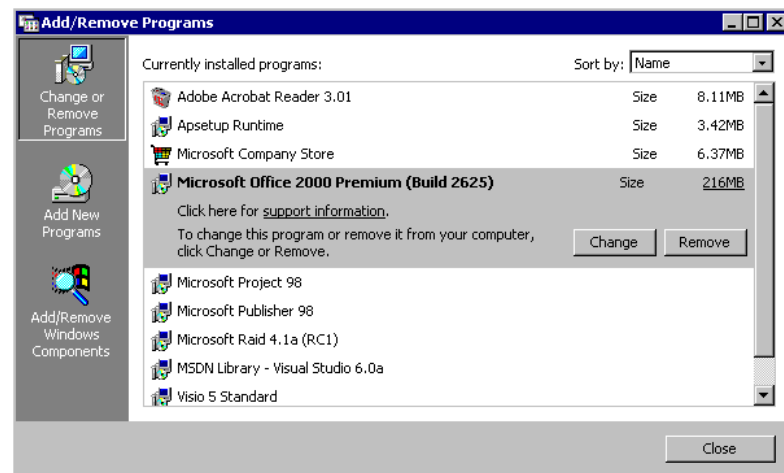 Add/Remove Programs
Change or
Remove
Programs
Add New
Programs
Add/Remove
Windows
Components
Currently installed programs:
Sort by: Name
Adobe Acrobat Reader 3.01 Size 8.11MB
Apsetup Runtime Size 3.42MB
Microsoft Company Store Size 6.37MB
Microsoft Office 2000 Premium (Build 2625) Size 216MB
Click here for support information.
To change this program or remove it from your computer,
click Change or Remove.
Change Remove
Microsoft Project 98
Microsoft Publisher 98
Microsoft Raid 4.1a (RC1)
MSDN Library - Visual Studio 6.0a
Visio 5 Standard
Close